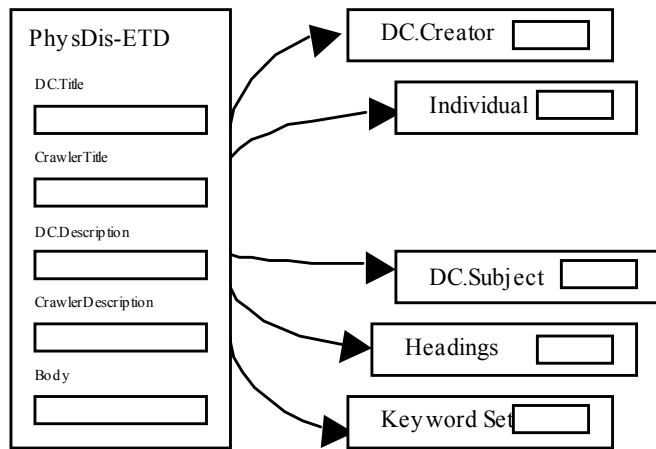 PhysDis-ETD
DC.Title
CrawlerTitle
DC.Description
CrawlerDescription
Body
DC.Creator
Individual
DC.Subject
Headings
Keyword Set